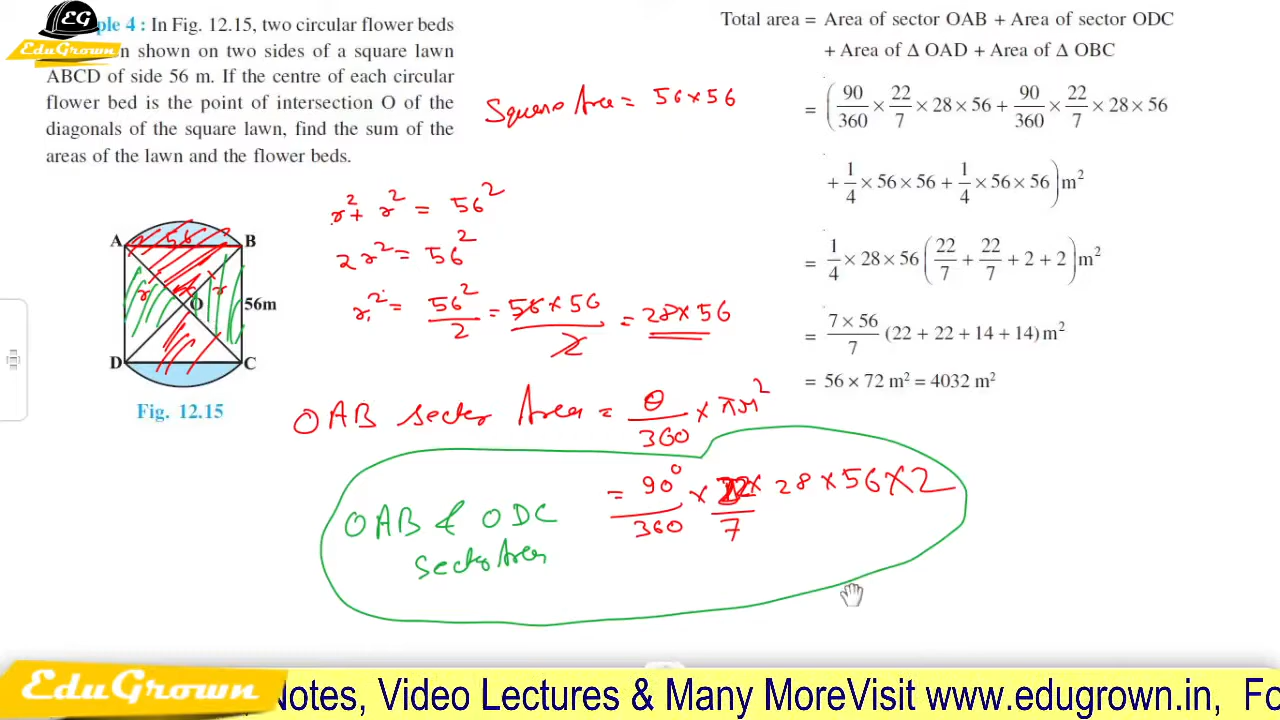 EG
EduGrown
ple 4 : In Fig. 12.15, two circular flower beds
n shown on two sides of a square lawn
ABCD of side 56 m. If the centre of each circular
flower bed is the point of intersection O of the
diagonals of the square lawn, find the sum of the
areas of the lawn and the flower beds.
Square Area = 56 × 56
r² + r² = 56²
2r² = 56²
r² = 56²/2 = 56 × 56/2 = 28 × 56
A 56 B
r r
O 56m
D C
Fig. 12.15
OAB sector Area = θ/360 × πr²
= 90°/360 × 22/7 × 28 × 56 × 2
OAB & ODC
sector Area
Total area = Area of sector OAB + Area of sector ODC
+ Area of Δ OAD + Area of Δ OBC
= (90/360 × 22/7 × 28 × 56 + 90/360 × 22/7 × 28 × 56
+ 1/4 × 56 × 56 + 1/4 × 56 × 56) m²
= 1/4 × 28 × 56 (22/7 + 22/7 + 2 + 2) m²
= 7 × 56/7 (22 + 22 + 14 + 14) m²
= 56 × 72 m² = 4032 m²
EduGrown
Notes, Video Lectures & Many MoreVisit www.edugrown.in, Fo